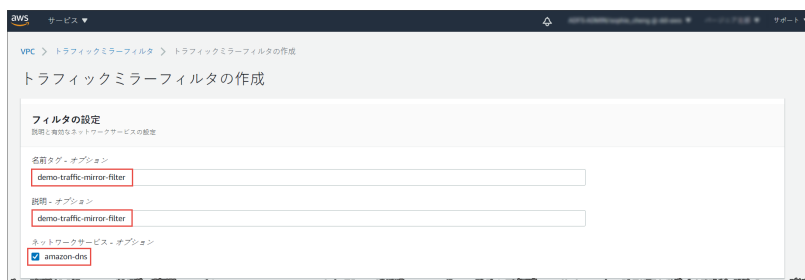 aws サービス サポート
VPC > トラフィックミラーフィルタ > トラフィックミラーフィルタの作成
トラフィックミラーフィルタの作成
フィルタの設定
説明と有効なネットワークサービスの設定
名前タグ - オプション
demo-traffic-mirror-filter
説明 - オプション
demo-traffic-mirror-filter
ネットワークサービス - オプション
amazon-dns